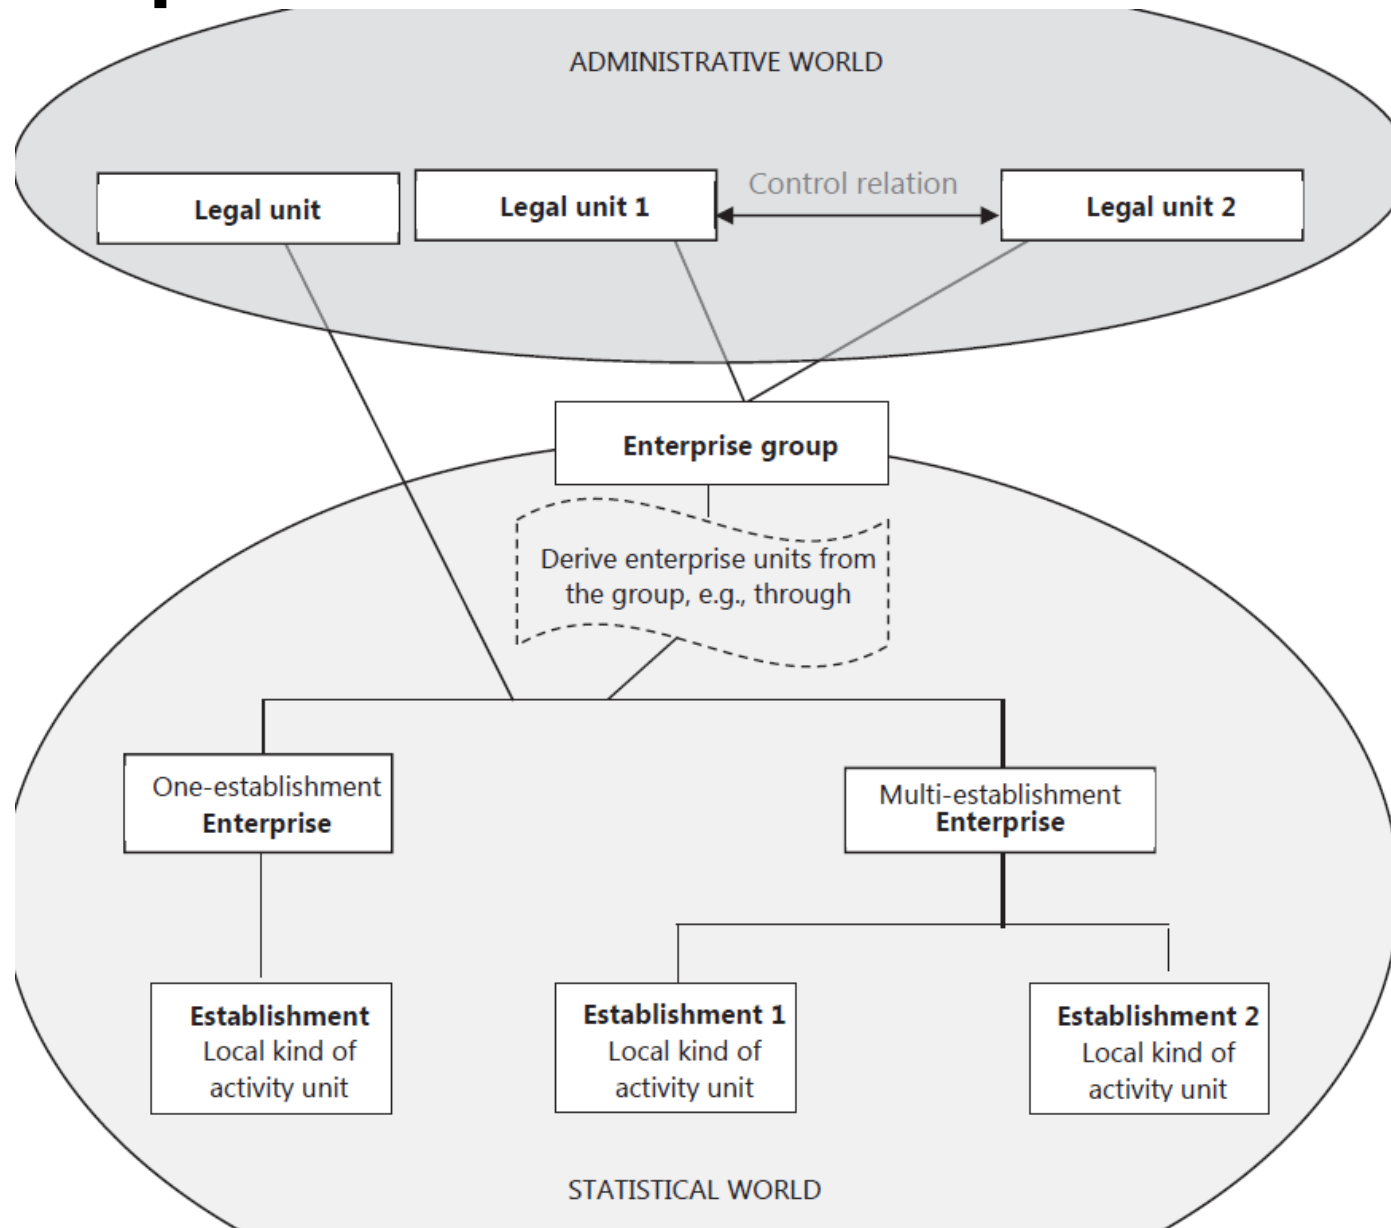 ADMINISTRATIVE WORLD
Control relation
Legal unit
Legal unit 1
Legal unit 2
Enterprise group
Derive enterprise units from
the group, e.g., through
One-establishment
Enterprise
Multi-establishment
Enterprise
Establishment
Local kind of
activity unit
Establishment 1
Local kind of
activity unit
Establishment 2
Local kind of
activity unit
STATISTICAL WORLD